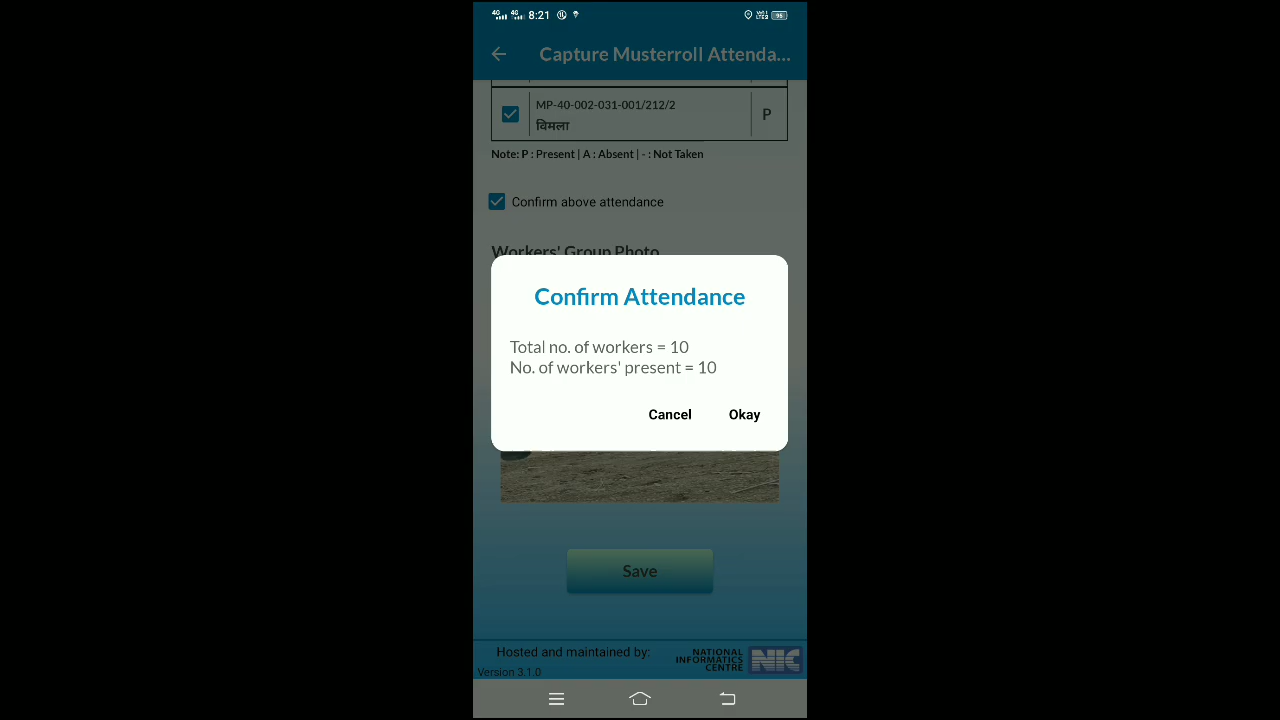 8:21
95
Capture Musterroll Attenda...
MP-40-002-031-001/212/2
विमला
P
Note: P : Present | A : Absent | - : Not Taken
Confirm above attendance
Workers' Group Photo
Confirm Attendance
Total no. of workers = 10
No. of workers' present = 10
Cancel
Okay
Save
Hosted and maintained by:
NATIONAL
INFORMATICS
CENTRE
NIC
Version 3.1.0